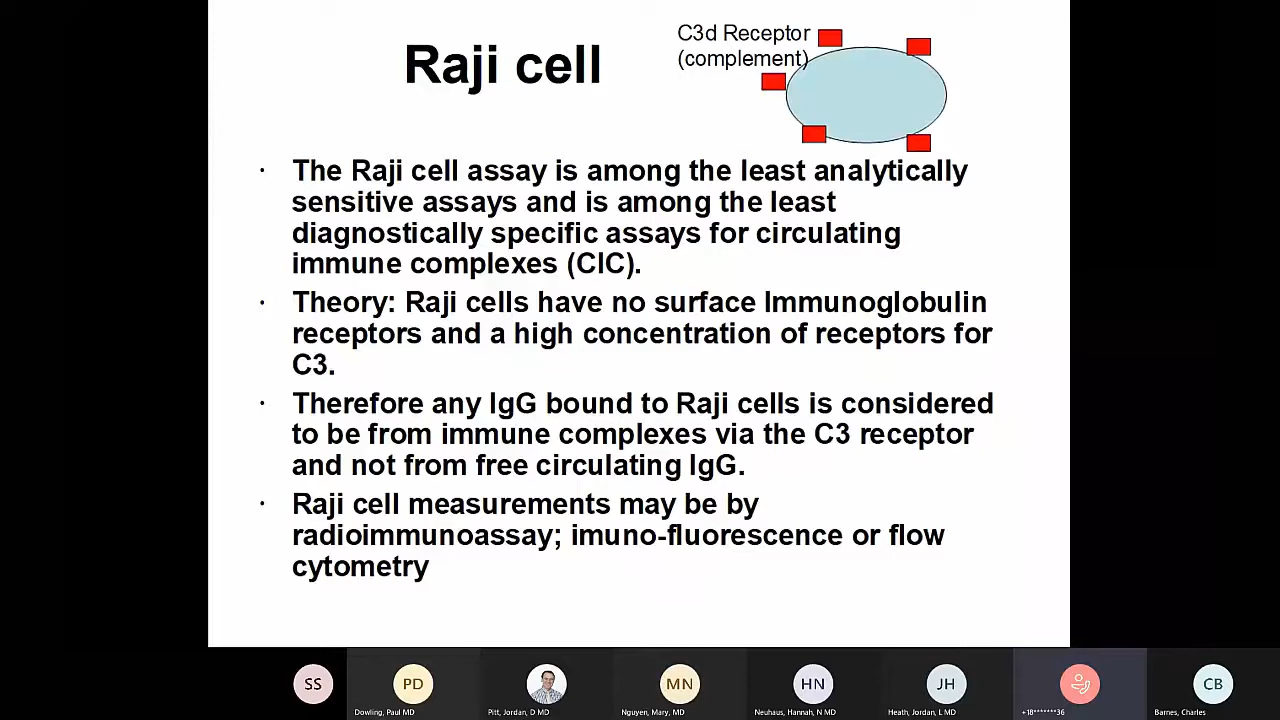 Raji cell
C3d Receptor
(complement)
· The Raji cell assay is among the least analytically
sensitive assays and is among the least
diagnostically specific assays for circulating
immune complexes (CIC).
· Theory: Raji cells have no surface Immunoglobulin
receptors and a high concentration of receptors for
C3.
· Therefore any IgG bound to Raji cells is considered
to be from immune complexes via the C3 receptor
and not from free circulating IgG.
· Raji cell measurements may be by
radioimmunoassay; imuno-fluorescence or flow
cytometry
SS
PD
MN
HN
JH
CB
Dowling, Paul MD
Pitt, Jordan, D MD
Nguyen, Mary, MD
Neuhaus, Hannah, N MD
Heath, Jordan, L MD
+18******36
Barnes, Charles